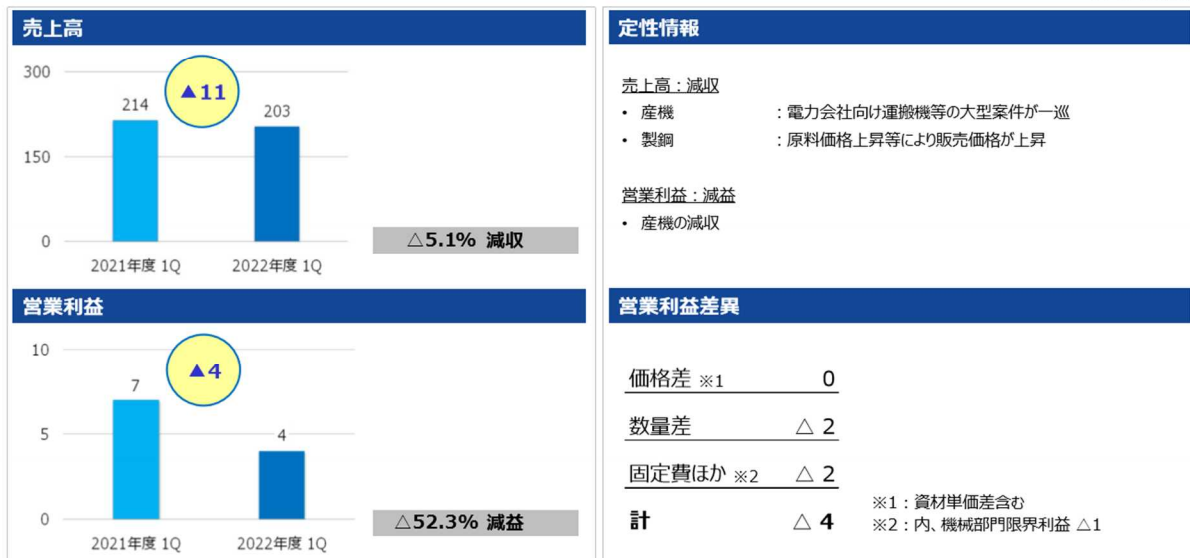 売上高
300
150
0
214
▲11
203
2021年度 1Q
2022年度 1Q
△5.1% 減収
定性情報
売上高：減収
• 産機 ：電力会社向け運搬機等の大型案件が一巡
• 製鋼 ：原料価格上昇等により販売価格が上昇
営業利益：減益
• 産機の減収
営業利益
10
5
0
7
▲4
4
2021年度 1Q
2022年度 1Q
△52.3% 減益
営業利益差異
価格差 ※1 0
数量差 △ 2
固定費ほか ※2 △ 2
計 △ 4
※1：資材単価差含む
※2：内、機械部門限界利益 △1